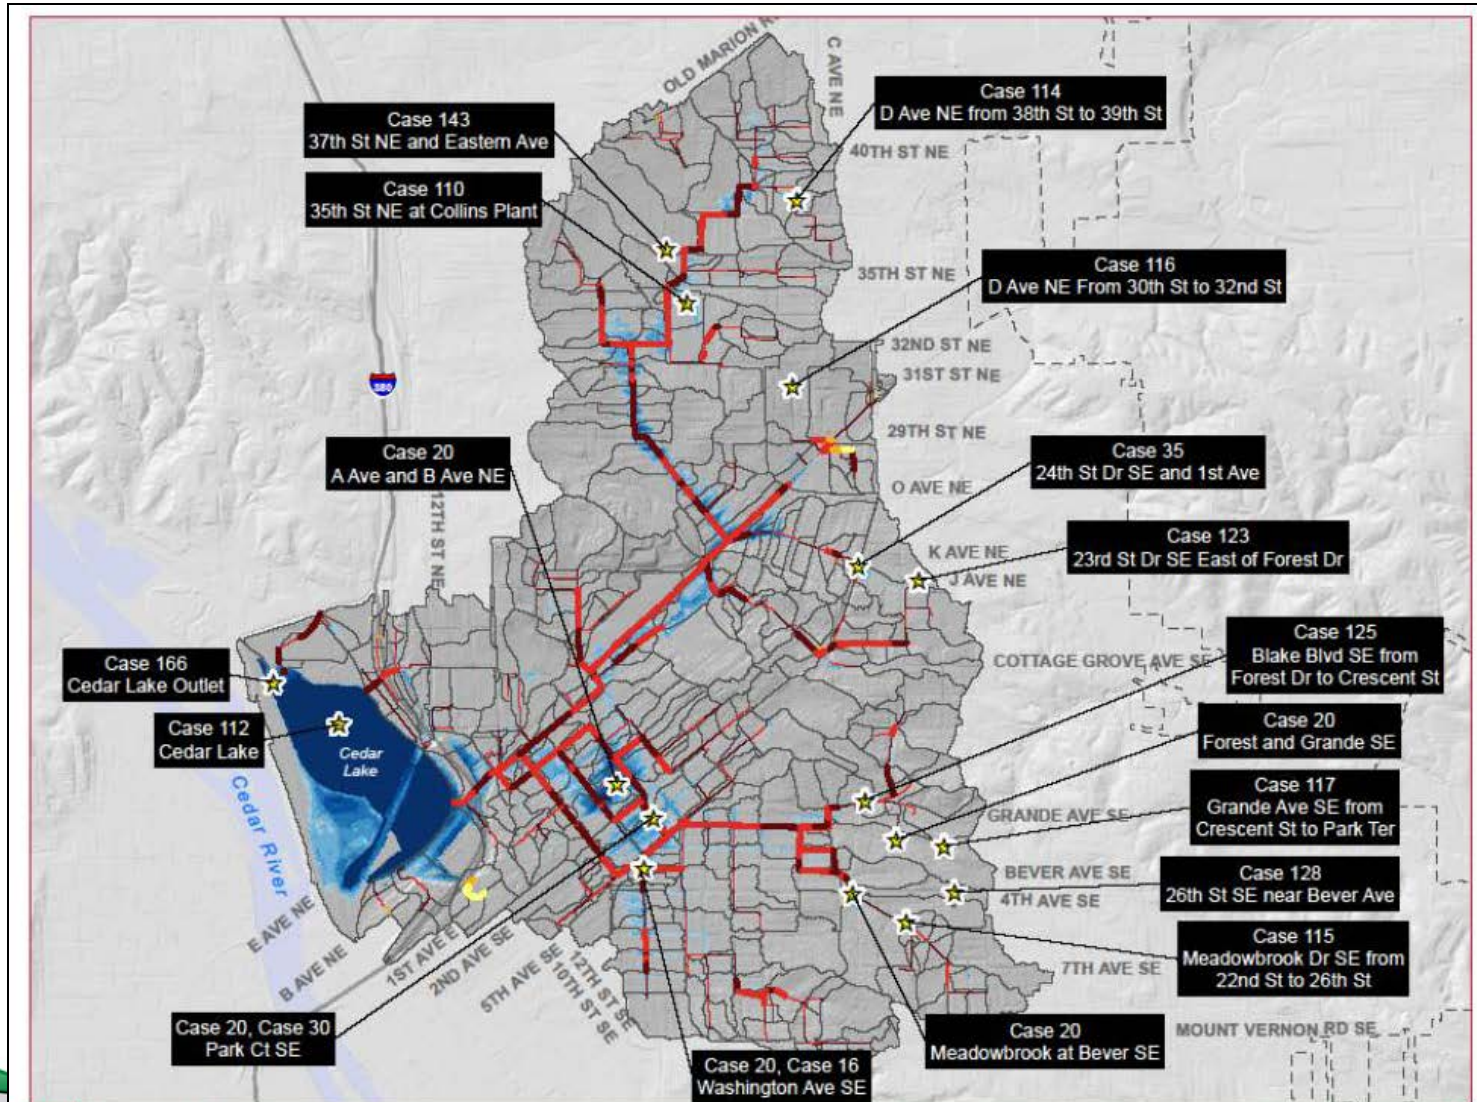 OLD MARION R
C AVE NE
Case 114
D Ave NE from 38th St to 39th St
Case 143
37th St NE and Eastern Ave
40TH ST NE
Case 110
35th St NE at Collins Plant
35TH ST NE
Case 116
D Ave NE From 30th St to 32nd St
32ND ST NE
31ST ST NE
380
29TH ST NE
Case 20
A Ave and B Ave NE
Case 35
24th St Dr SE and 1st Ave
O AVE NE
12TH ST NE
K AVE NE
Case 123
23rd St Dr SE East of Forest Dr
J AVE NE
Case 125
Blake Blvd SE from
Forest Dr to Crescent St
COTTAGE GROVE AVE SE
Case 166
Cedar Lake Outlet
Case 112
Cedar Lake
Cedar
Lake
Case 20
Forest and Grande SE
Cedar River
Case 117
Grande Ave SE from
Crescent St to Park Ter
GRANDE AVE SE
BEVER AVE SE
4TH AVE SE
Case 128
26th St SE near Bever Ave
E AVE NE
B AVE NE
1ST AVE E
2ND AVE SE
5TH AVE SE
12TH ST SE
10TH ST SE
7TH AVE SE
Case 115
Meadowbrook Dr SE from
22nd St to 26th St
Case 20, Case 30
Park Ct SE
Case 20
Meadowbrook at Bever SE
MOUNT VERNON RD SE
Case 20, Case 16
Washington Ave SE